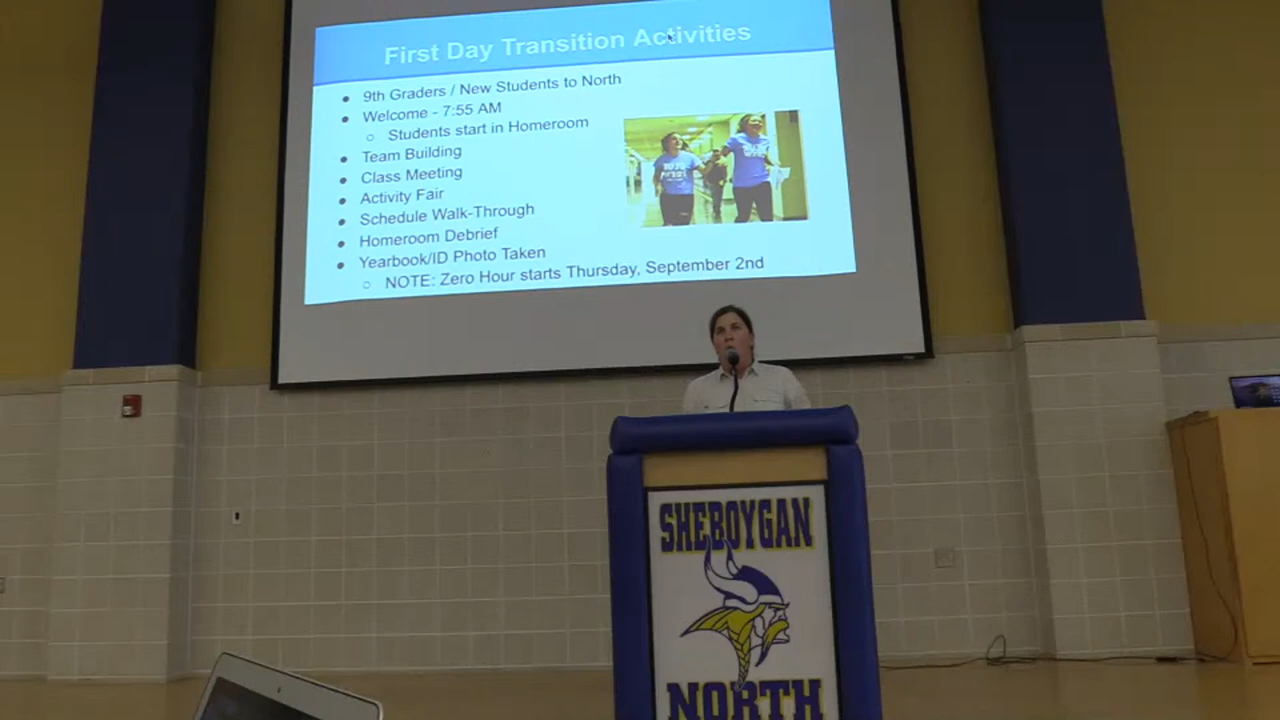 First Day Transition Activities
● 9th Graders / New Students to North
● Welcome - 7:55 AM
○ Students start in Homeroom
● Team Building
● Class Meeting
● Activity Fair
● Schedule Walk-Through
● Homeroom Debrief
● Yearbook/ID Photo Taken
○ NOTE: Zero Hour starts Thursday, September 2nd
SHEBOYGAN
NORTH